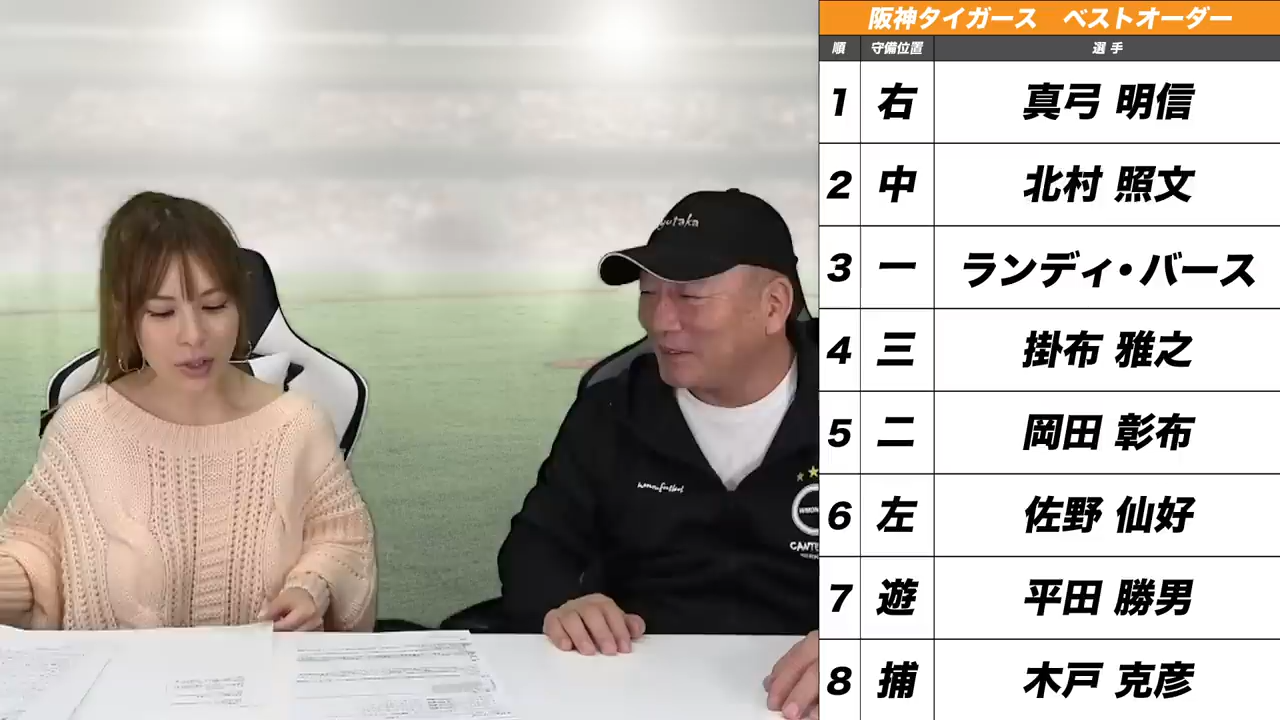 阪神タイガース ベストオーダー
順 守備位置 選手
1 右 真弓 明信
2 中 北村 照文
3 一 ランディ・バース
4 三 掛布 雅之
5 二 岡田 彰布
6 左 佐野 仙好
7 遊 平田 勝男
8 捕 木戸 克彦